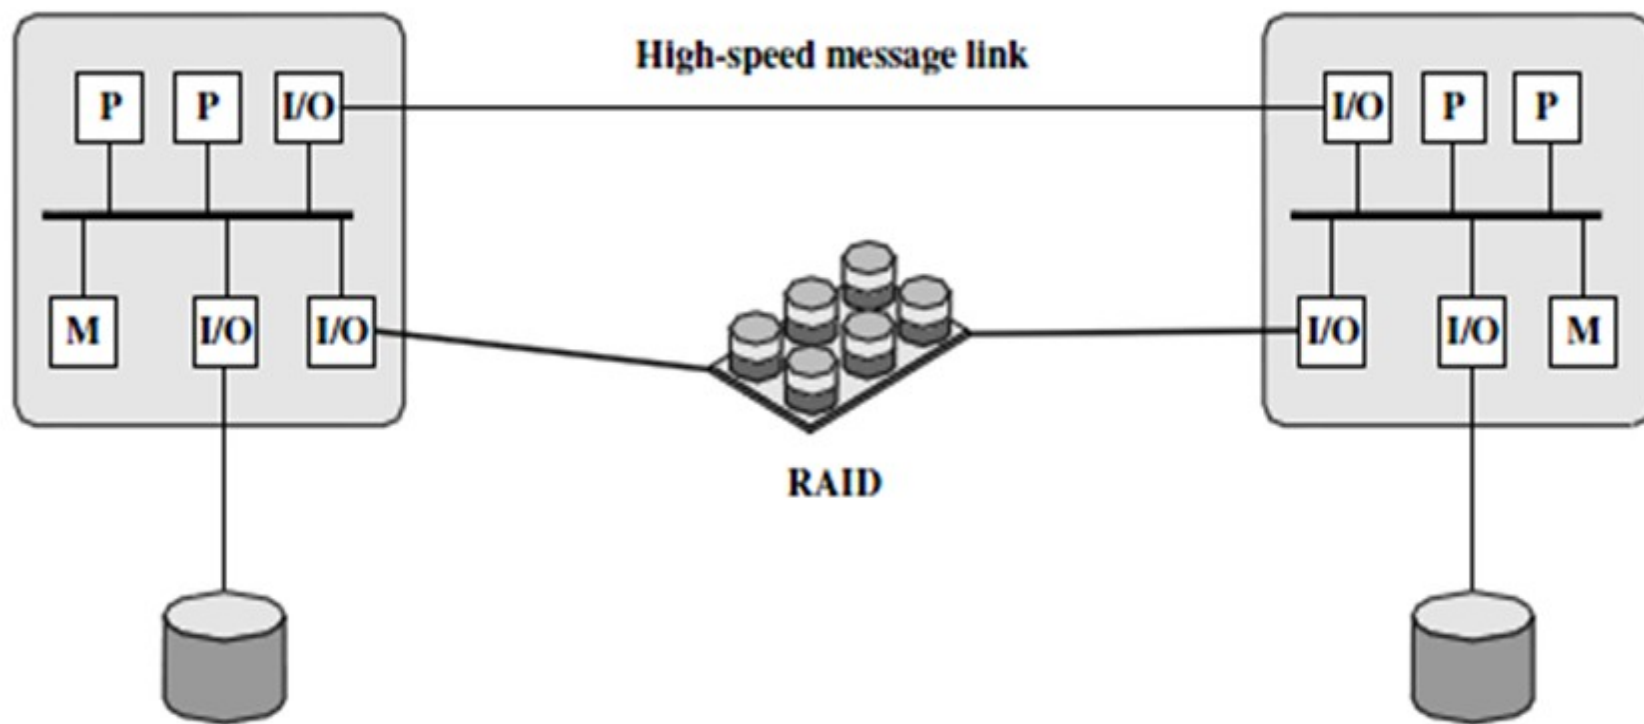 High-speed message link
P P I/O
I/O P P
M I/O I/O
I/O I/O M
RAID